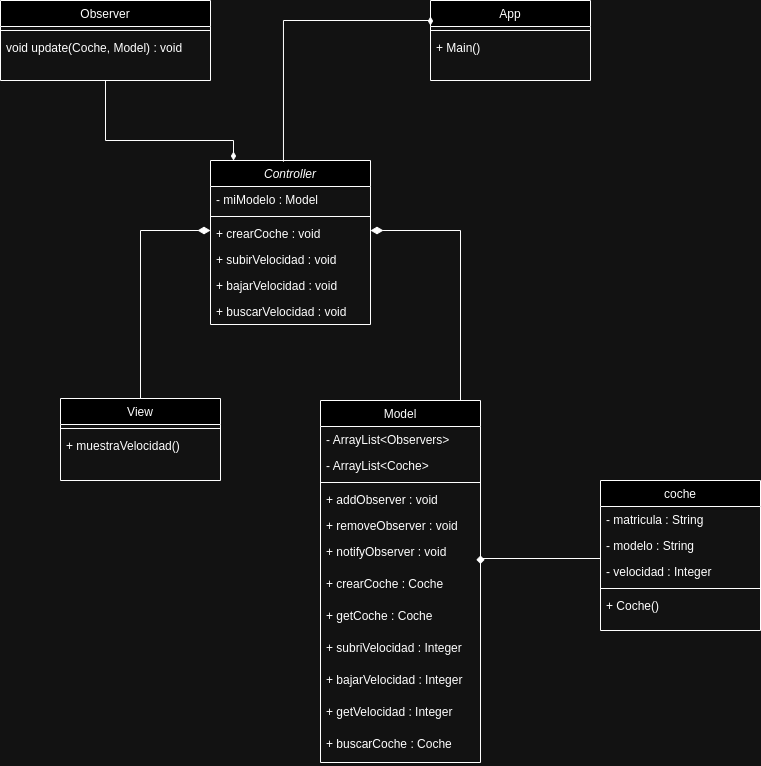 Observer
void update(Coche, Model) : void
App
+ Main()
Controller
- miModelo : Model
+ crearCoche : void
+ subirVelocidad : void
+ bajarVelocidad : void
+ buscarVelocidad : void
View
+ muestraVelocidad()
Model
- ArrayList<Observers>
- ArrayList<Coche>
+ addObserver : void
+ removeObserver : void
+ notifyObserver : void
+ crearCoche : Coche
+ getCoche : Coche
+ subriVelocidad : Integer
+ bajarVelocidad : Integer
+ getVelocidad : Integer
+ buscarCoche : Coche
coche
- matricula : String
- modelo : String
- velocidad : Integer
+ Coche()